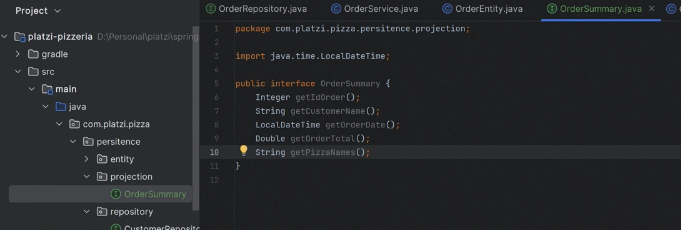 Project
platzi-pizzeria D:\Personal\platzi\spring
gradle
src
main
java
com.platzi.pizza
persitence
entity
projection
OrderSummary
repository
CustomerReposito
OrderRepository.java
OrderService.java
OrderEntity.java
OrderSummary.java
1 package com.platzi.pizza.persitence.projection;
2
3 import java.time.LocalDateTime;
4
5 public interface OrderSummary {
6 Integer getIdOrder();
7 String getCustomerName();
8 LocalDateTime getOrderDate();
9 Double getOrderTotal();
10 String getPizzaNames();
11 }
12